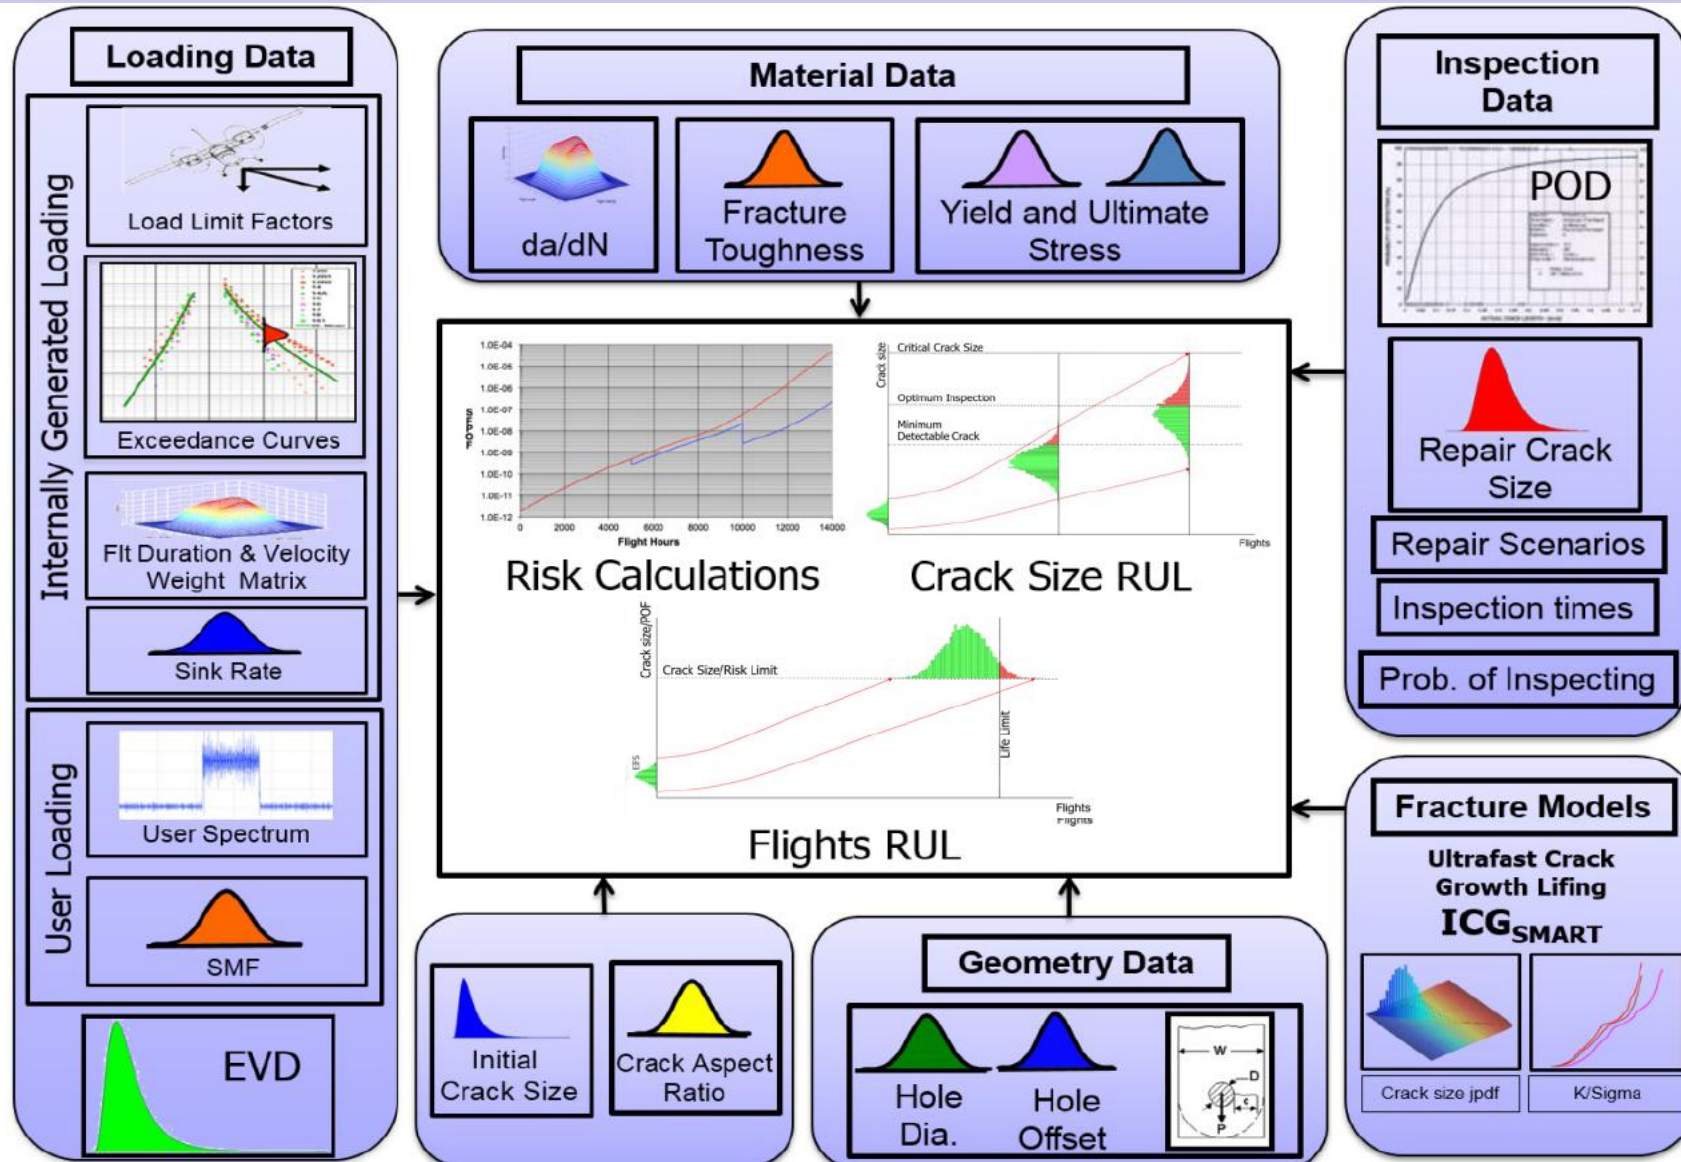 Loading Data
Internally Generated Loading
Load Limit Factors
Exceedance Curves
Flt Duration & Velocity
Weight Matrix
Sink Rate
User Loading
User Spectrum
SMF
EVD
Material Data
da/dN
Fracture
Toughness
Yield and Ultimate
Stress
1.0E-04
1.0E-05
1.0E-06
1.0E-07
1.0E-08
1.0E-09
1.0E-10
1.0E-11
1.0E-12
0
2000
4000
6000
8000
10000
12000
14000
Flight Hours
Risk Calculations
Crack size
Critical Crack Size
Optimum Inspection
Minimum
Detectable Crack
Flights
Crack Size RUL
Crack size/POF
Crack Size/Risk Limit
Life Limit
EIFS
Flights
Flights
Flights RUL
Initial
Crack Size
Crack Aspect
Ratio
Geometry Data
Hole
Dia.
Hole
Offset
W
D
c
P
Inspection
Data
POD
Repair Crack
Size
Repair Scenarios
Inspection times
Prob. of Inspecting
Fracture Models
Ultrafast Crack
Growth Lifing
ICG SMART
Crack size jpdf
K/Sigma